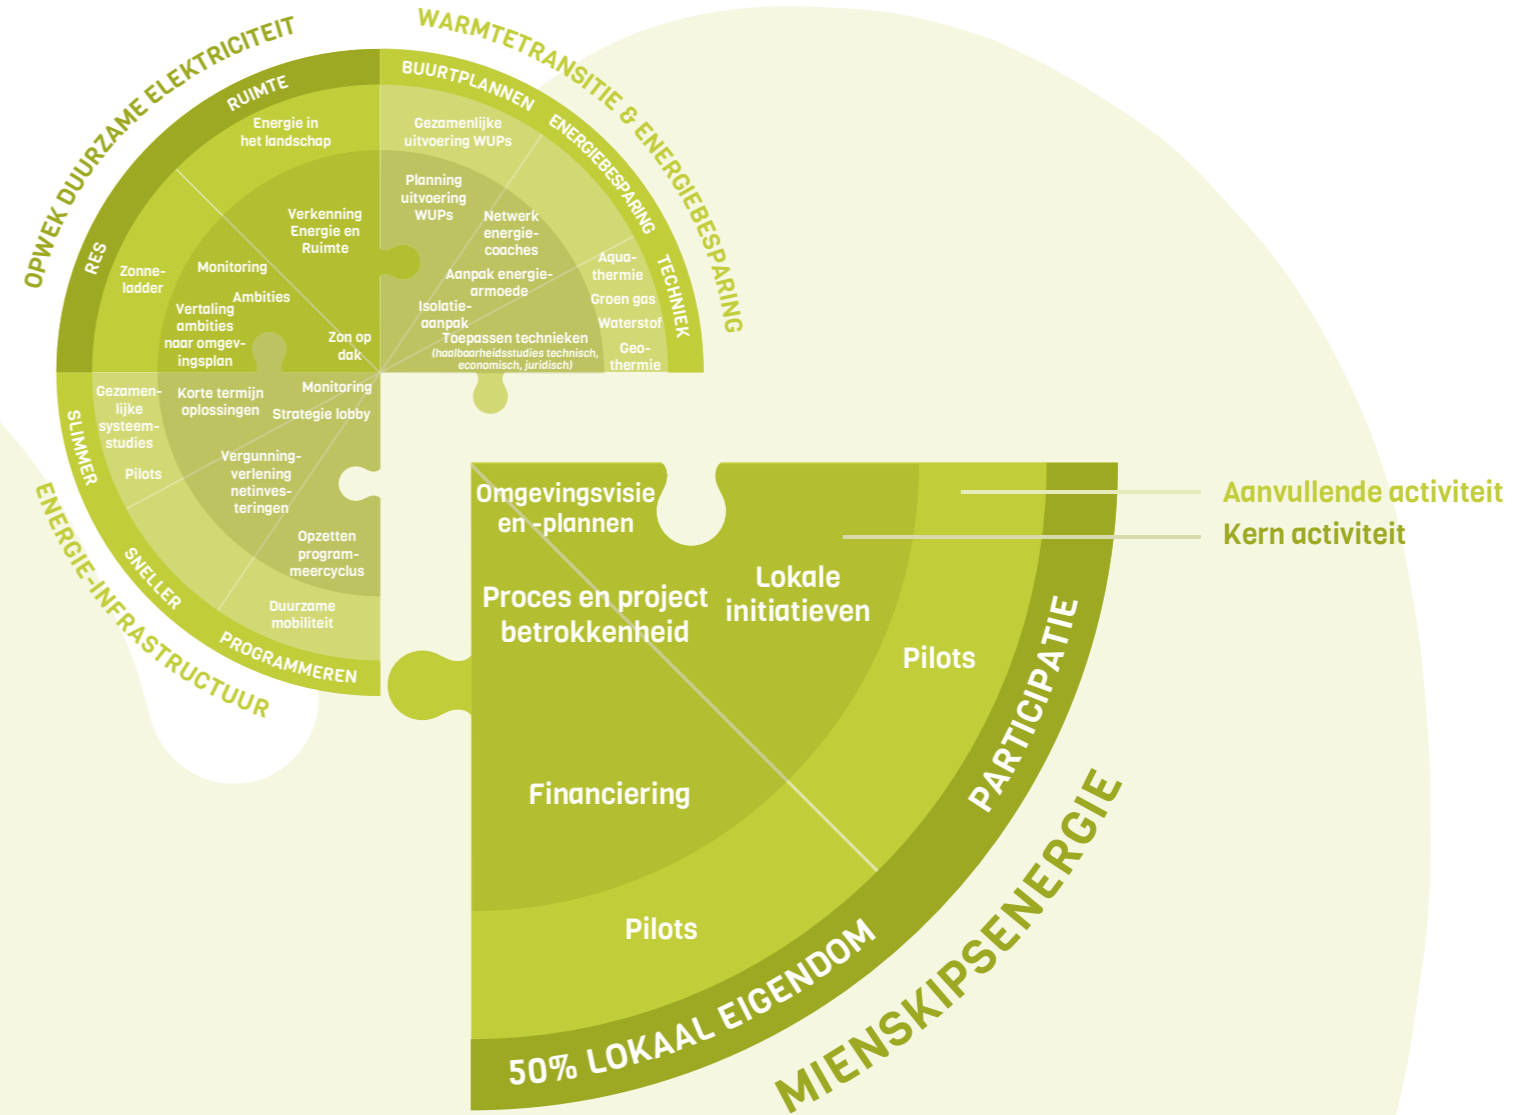 OPWEK DUURZAME ELEKTRICITEIT
RUIMTE
Energie in
het landschap
Verkenning
Energie en
Ruimte
RES
Zonne-
ladder
Monitoring
Ambities
Vertaling
ambities
naar omgev-
ingsplan
Zon op
dak
WARMTETRANSITIE & ENERGIEBESPARING
BUURTPLANNEN
Gezamenlijke
uitvoering WUPs
Planning
uitvoering
WUPs
ENERGIEBESPARING
Netwerk
energie-
coaches
Aanpak energie-
armoede
Isolatie-
aanpak
TECHNIEK
Aqua-
thermie
Groen gas
Waterstof
Geo-
thermie
Toepassen technieken
(haalbaarheidsstudies technisch,
economisch, juridisch)
ENERGIE-INFRASTRUCTUUR
SLIMMER
Gezamen-
lijke
systeem-
studies
Pilots
Korte termijn
oplossingen
Monitoring
Strategie lobby
SNELLER
Vergunning-
verlening
netinves-
teringen
PROGRAMMEREN
Opzetten
program-
meercyclus
Duurzame
mobiliteit
MIENSKIPSENERGIE
Omgevingsvisie
en -plannen
Proces en project
betrokkenheid
Lokale
initiatieven
Pilots
PARTICIPATIE
Financiering
Pilots
50% LOKAAL EIGENDOM
Aanvullende activiteit
Kern activiteit